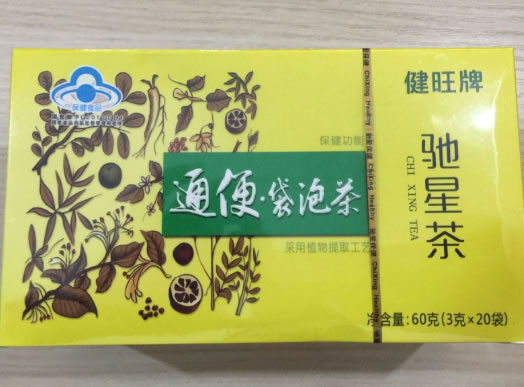 保健食品
健旺牌
驰星茶
CHI XING TEA
保健功能
通便·袋泡茶
采用植物提取工艺
净含量:60克(3克×20袋)
ChiXing Healthy